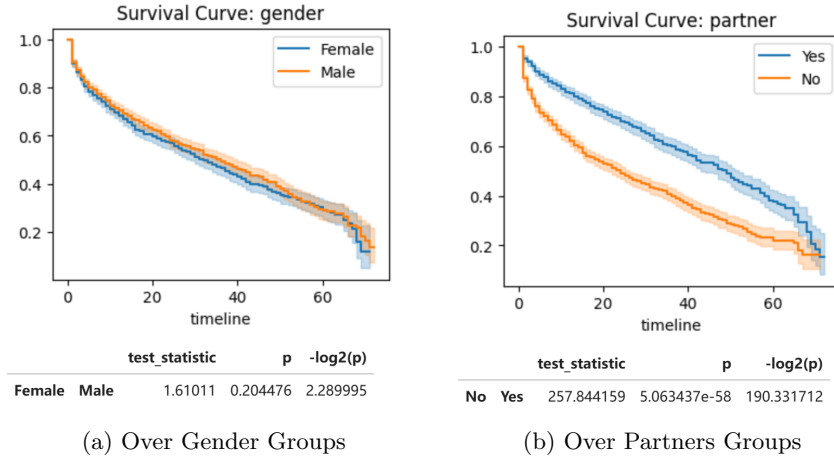 Survival Curve: gender
Female
Male
1.0
0.8
0.6
0.4
0.2
0 20 40 60
timeline
test_statistic p -log2(p)
Female Male 1.61011 0.204476 2.289995
(a) Over Gender Groups
Survival Curve: partner
Yes
No
1.0
0.8
0.6
0.4
0.2
0 20 40 60
timeline
test_statistic p -log2(p)
No Yes 257.844159 5.063437e-58 190.331712
(b) Over Partners Groups